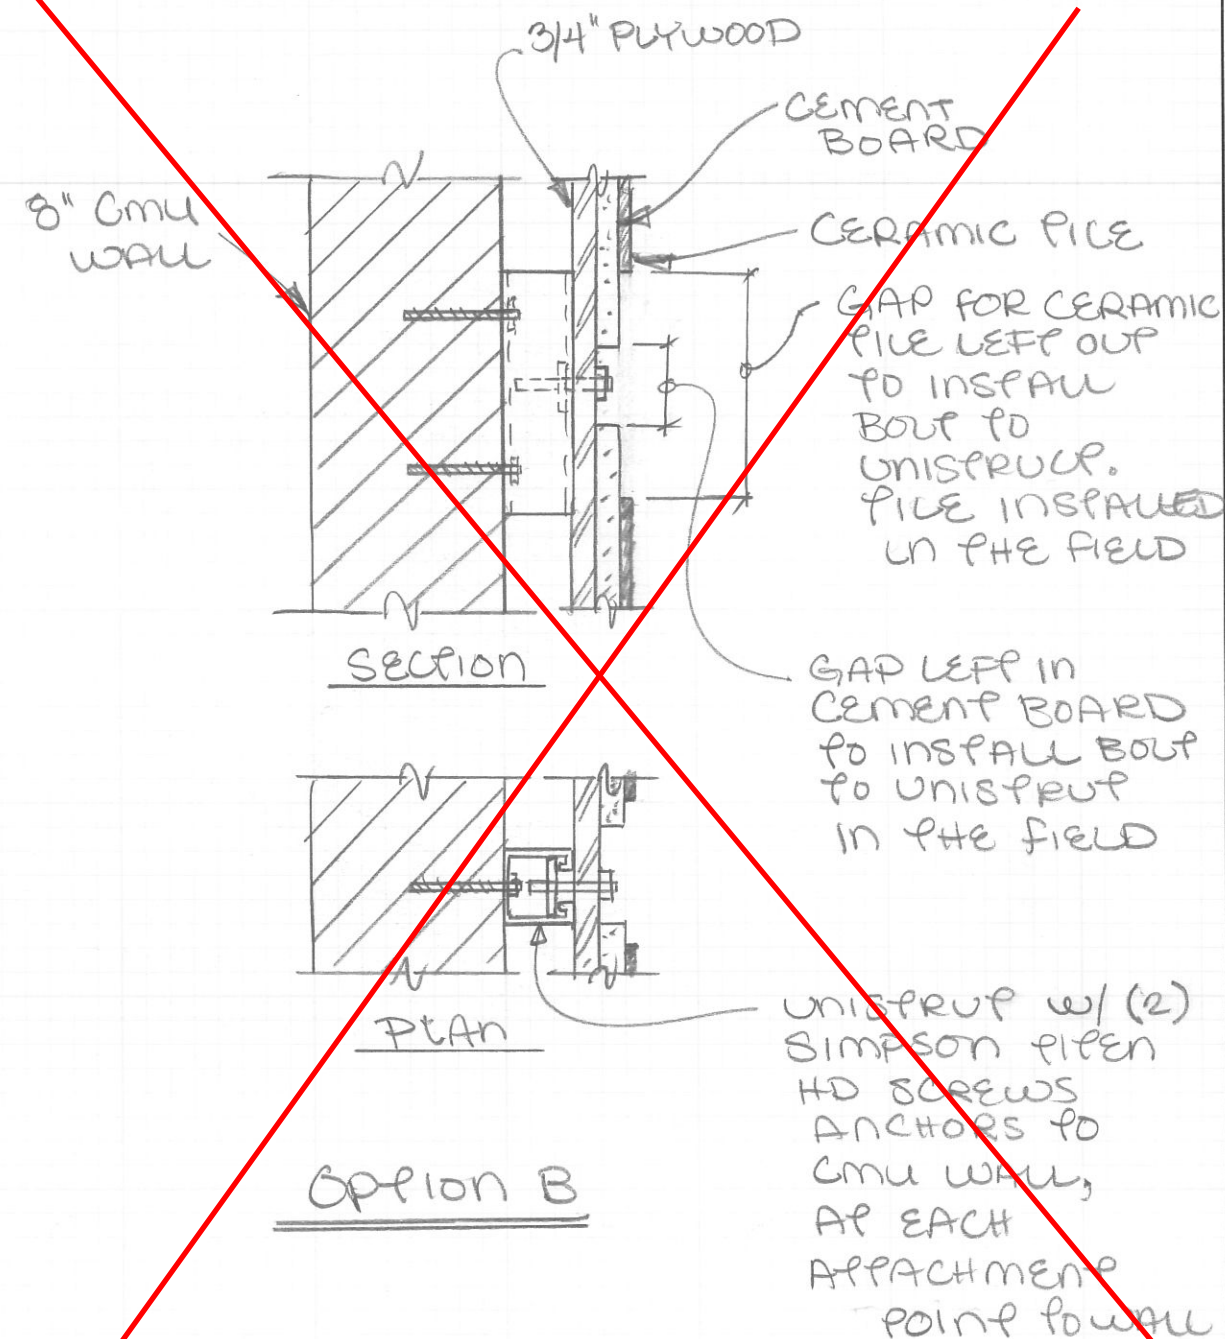 3/4" PLYWOOD
CEMENT
BOARD
8" CMU
WALL
CERAMIC TILE
GAP FOR CERAMIC
TILE LEFT OUT
TO INSTALL
BOLT TO
UNISTRUT.
TILE INSTALLED
IN THE FIELD
SECTION
GAP LEFT IN
CEMENT BOARD
TO INSTALL BOLT
TO UNISTRUT
IN THE FIELD
PLAN
UNISTRUT W/ (2)
SIMPSON TITEN
HD SCREWS
ANCHORS TO
CMU WALL,
AT EACH
ATTACHMENT
POINT TO WALL
OPTION B